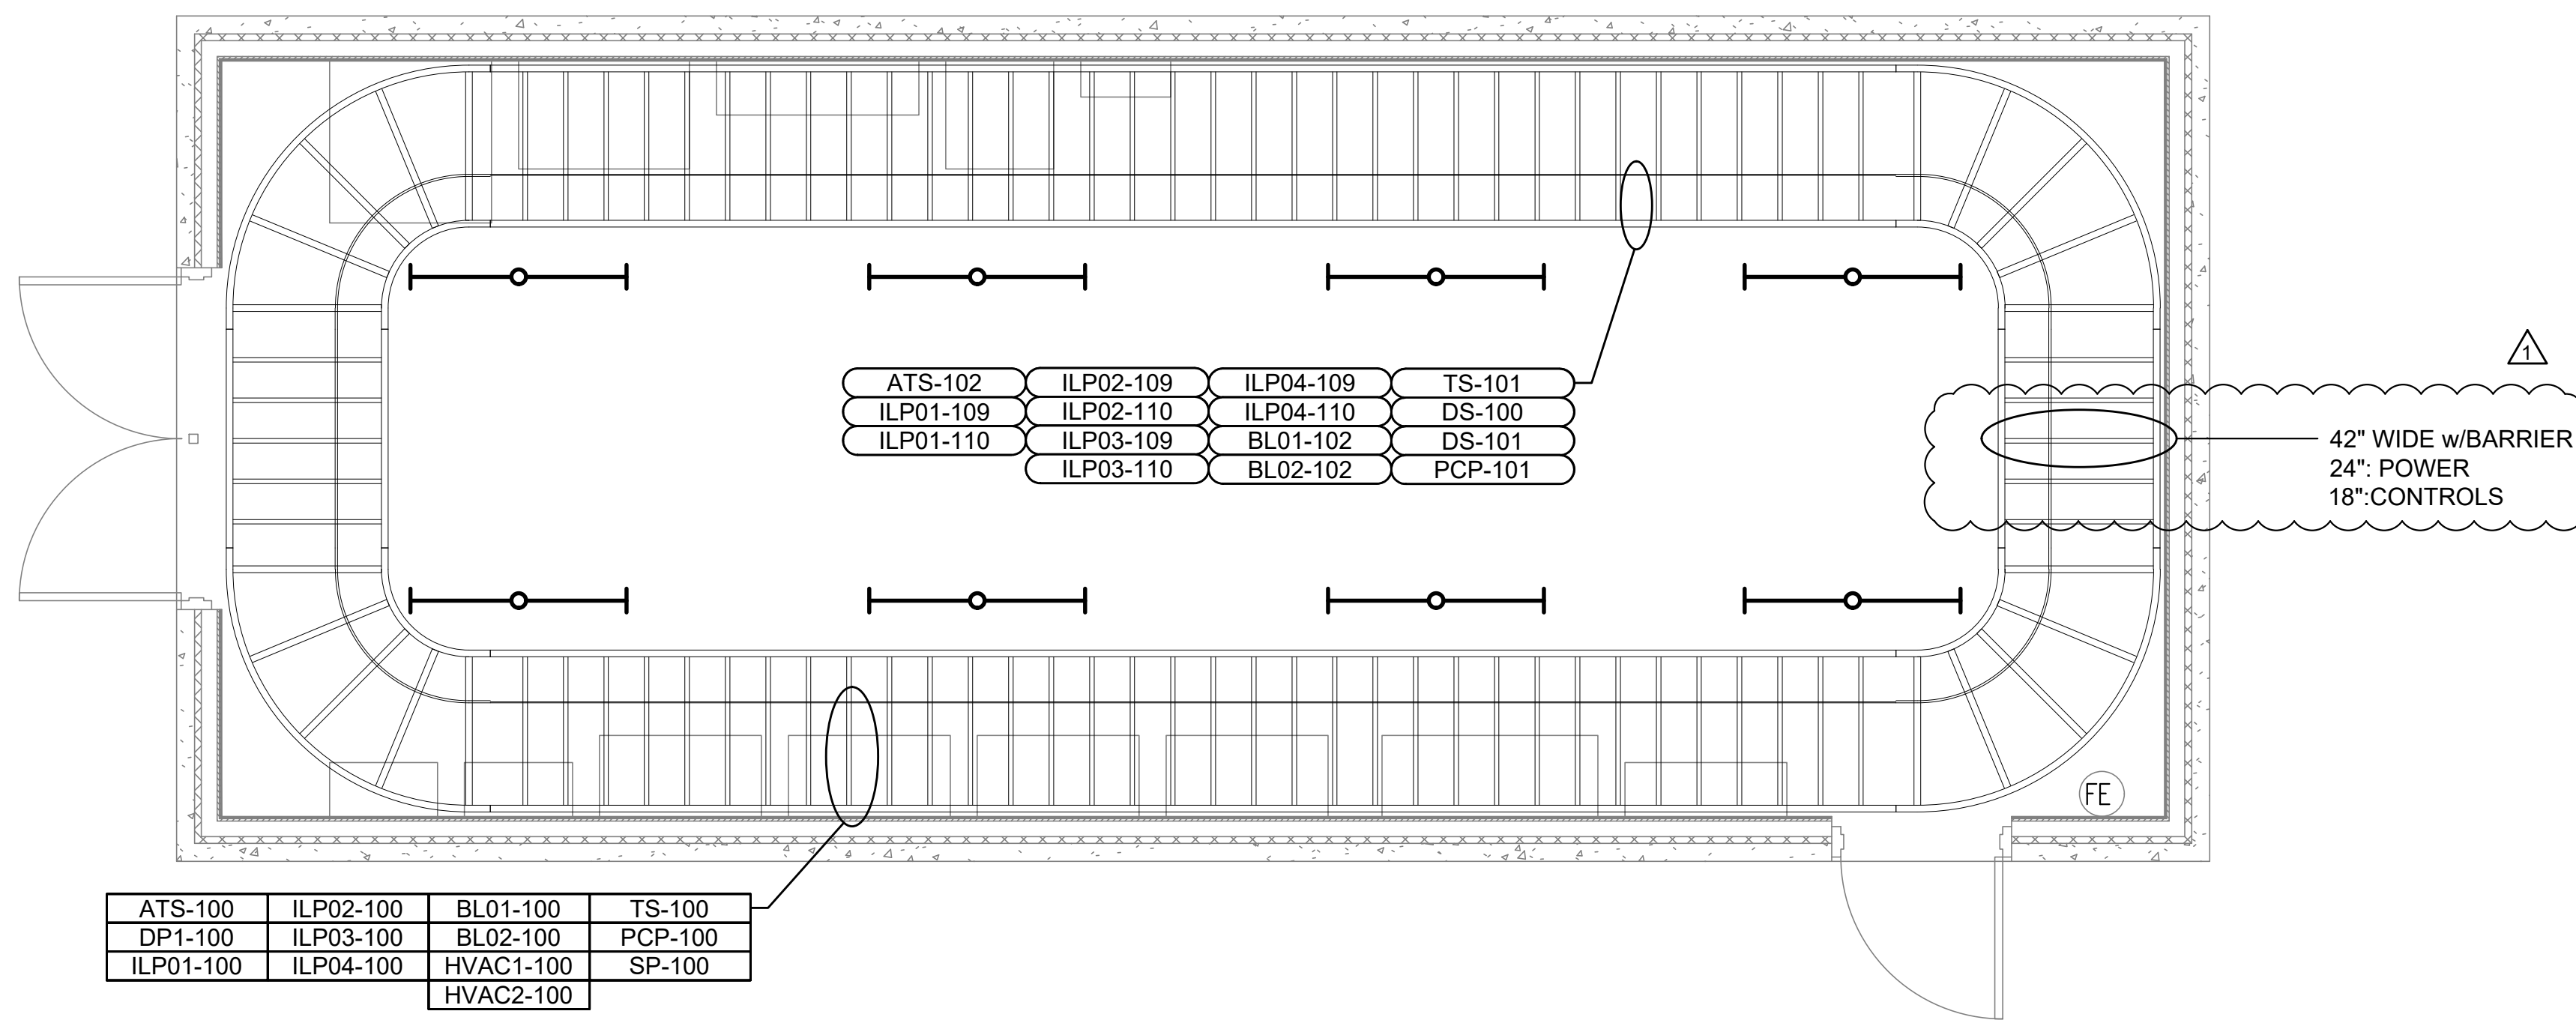 ATS-102 ILP02-109 ILP04-109 TS-101
ILP01-109 ILP02-110 ILP04-110 DS-100
ILP01-110 ILP03-109 BL01-102 DS-101
ILP03-110 BL02-102 PCP-101
1
42" WIDE w/BARRIER
24": POWER
18":CONTROLS
FE
ATS-100 ILP02-100 BL01-100 TS-100
DP1-100 ILP03-100 BL02-100 PCP-100
ILP01-100 ILP04-100 HVAC1-100 SP-100
HVAC2-100